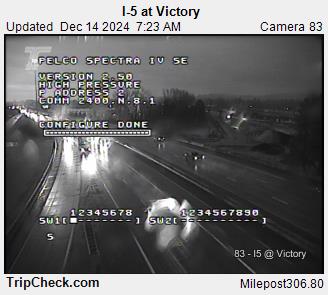 I-5 at Victory
Updated Dec 14 2024 7:23 AM Camera 83
PELCO SPECTRA IV SE
VERSION 2.50
HIGH PRESSURE
P ADDRESS 2
COMM 2400.N.8.1
CONFIGURE DONE
12345678 1234567890
SW1 SW2
S
83 - I5 @ Victory
TripCheck.com Milepost306.80